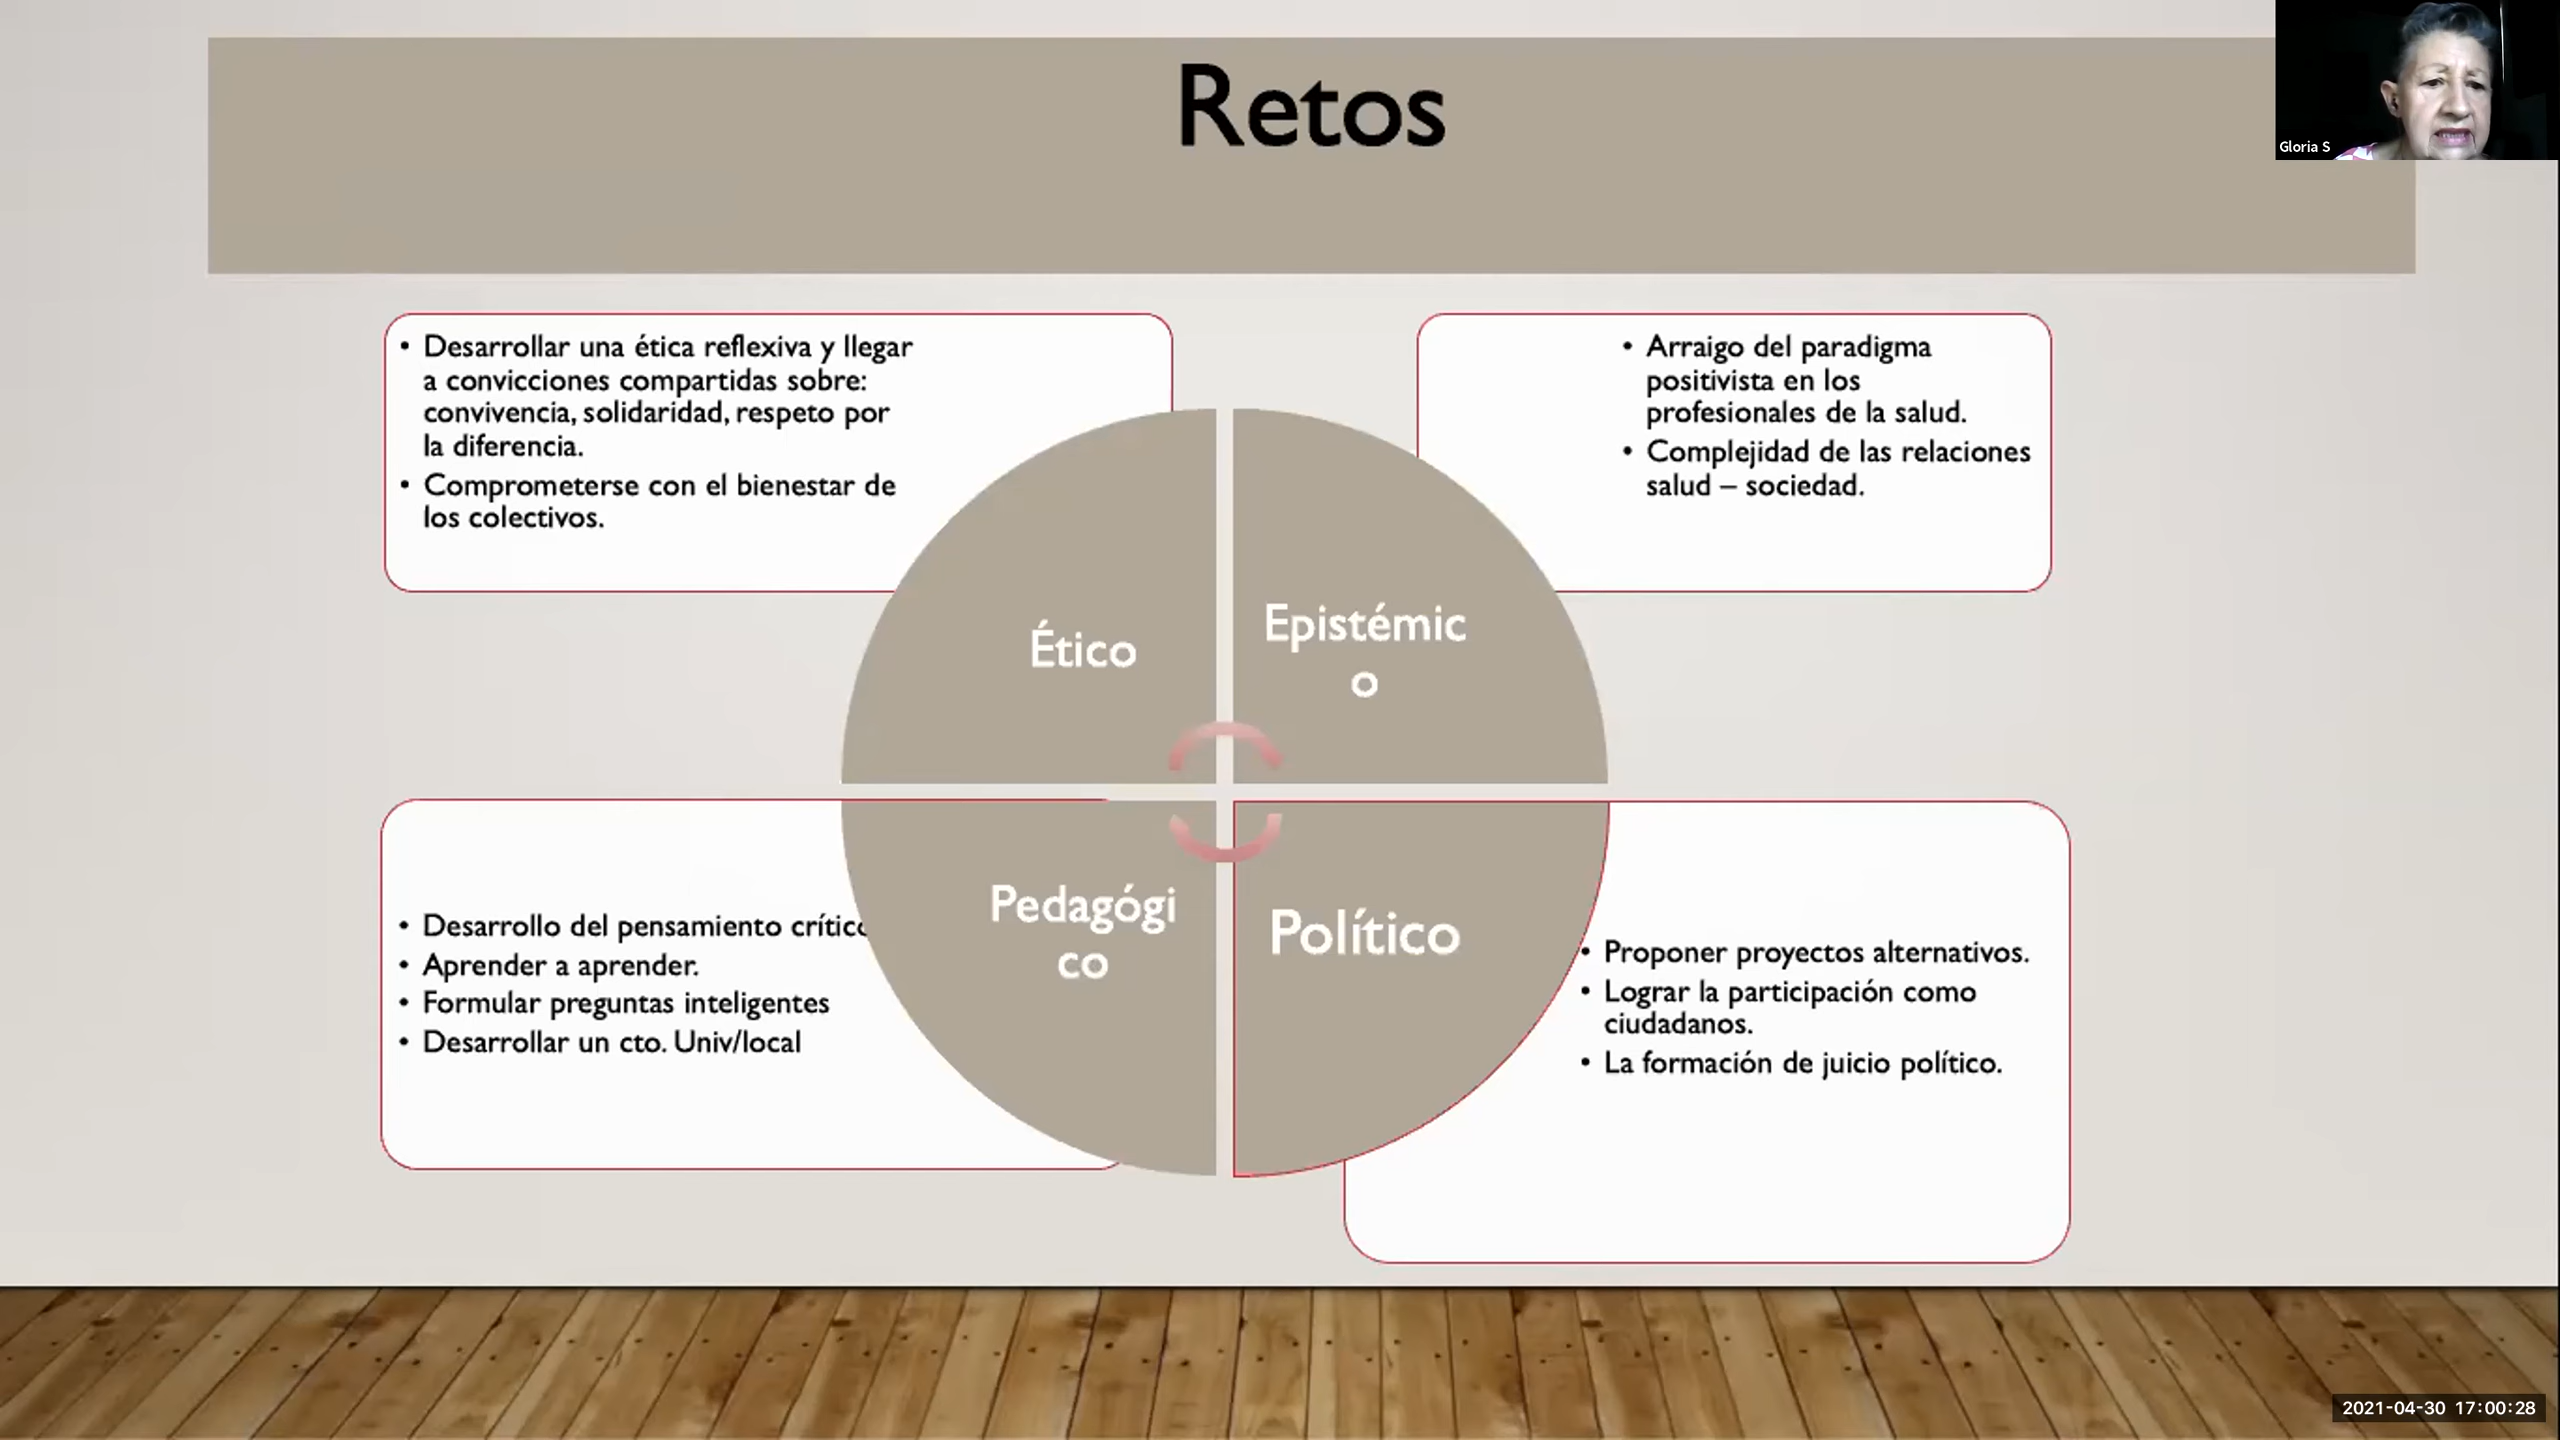 Retos
Gloria S
• Desarrollar una ética reflexiva y llegar
a convicciones compartidas sobre:
convivencia, solidaridad, respeto por
la diferencia.
• Comprometerse con el bienestar de
los colectivos.
• Arraigo del paradigma
positivista en los
profesionales de la salud.
• Complejidad de las relaciones
salud – sociedad.
Ético
Epistémic
o
Pedagógi
co
Político
• Desarrollo del pensamiento crítico
• Aprender a aprender.
• Formular preguntas inteligentes
• Desarrollar un cto. Univ/local
• Proponer proyectos alternativos.
• Lograr la participación como
ciudadanos.
• La formación de juicio político.
2021-04-30 17:00:28